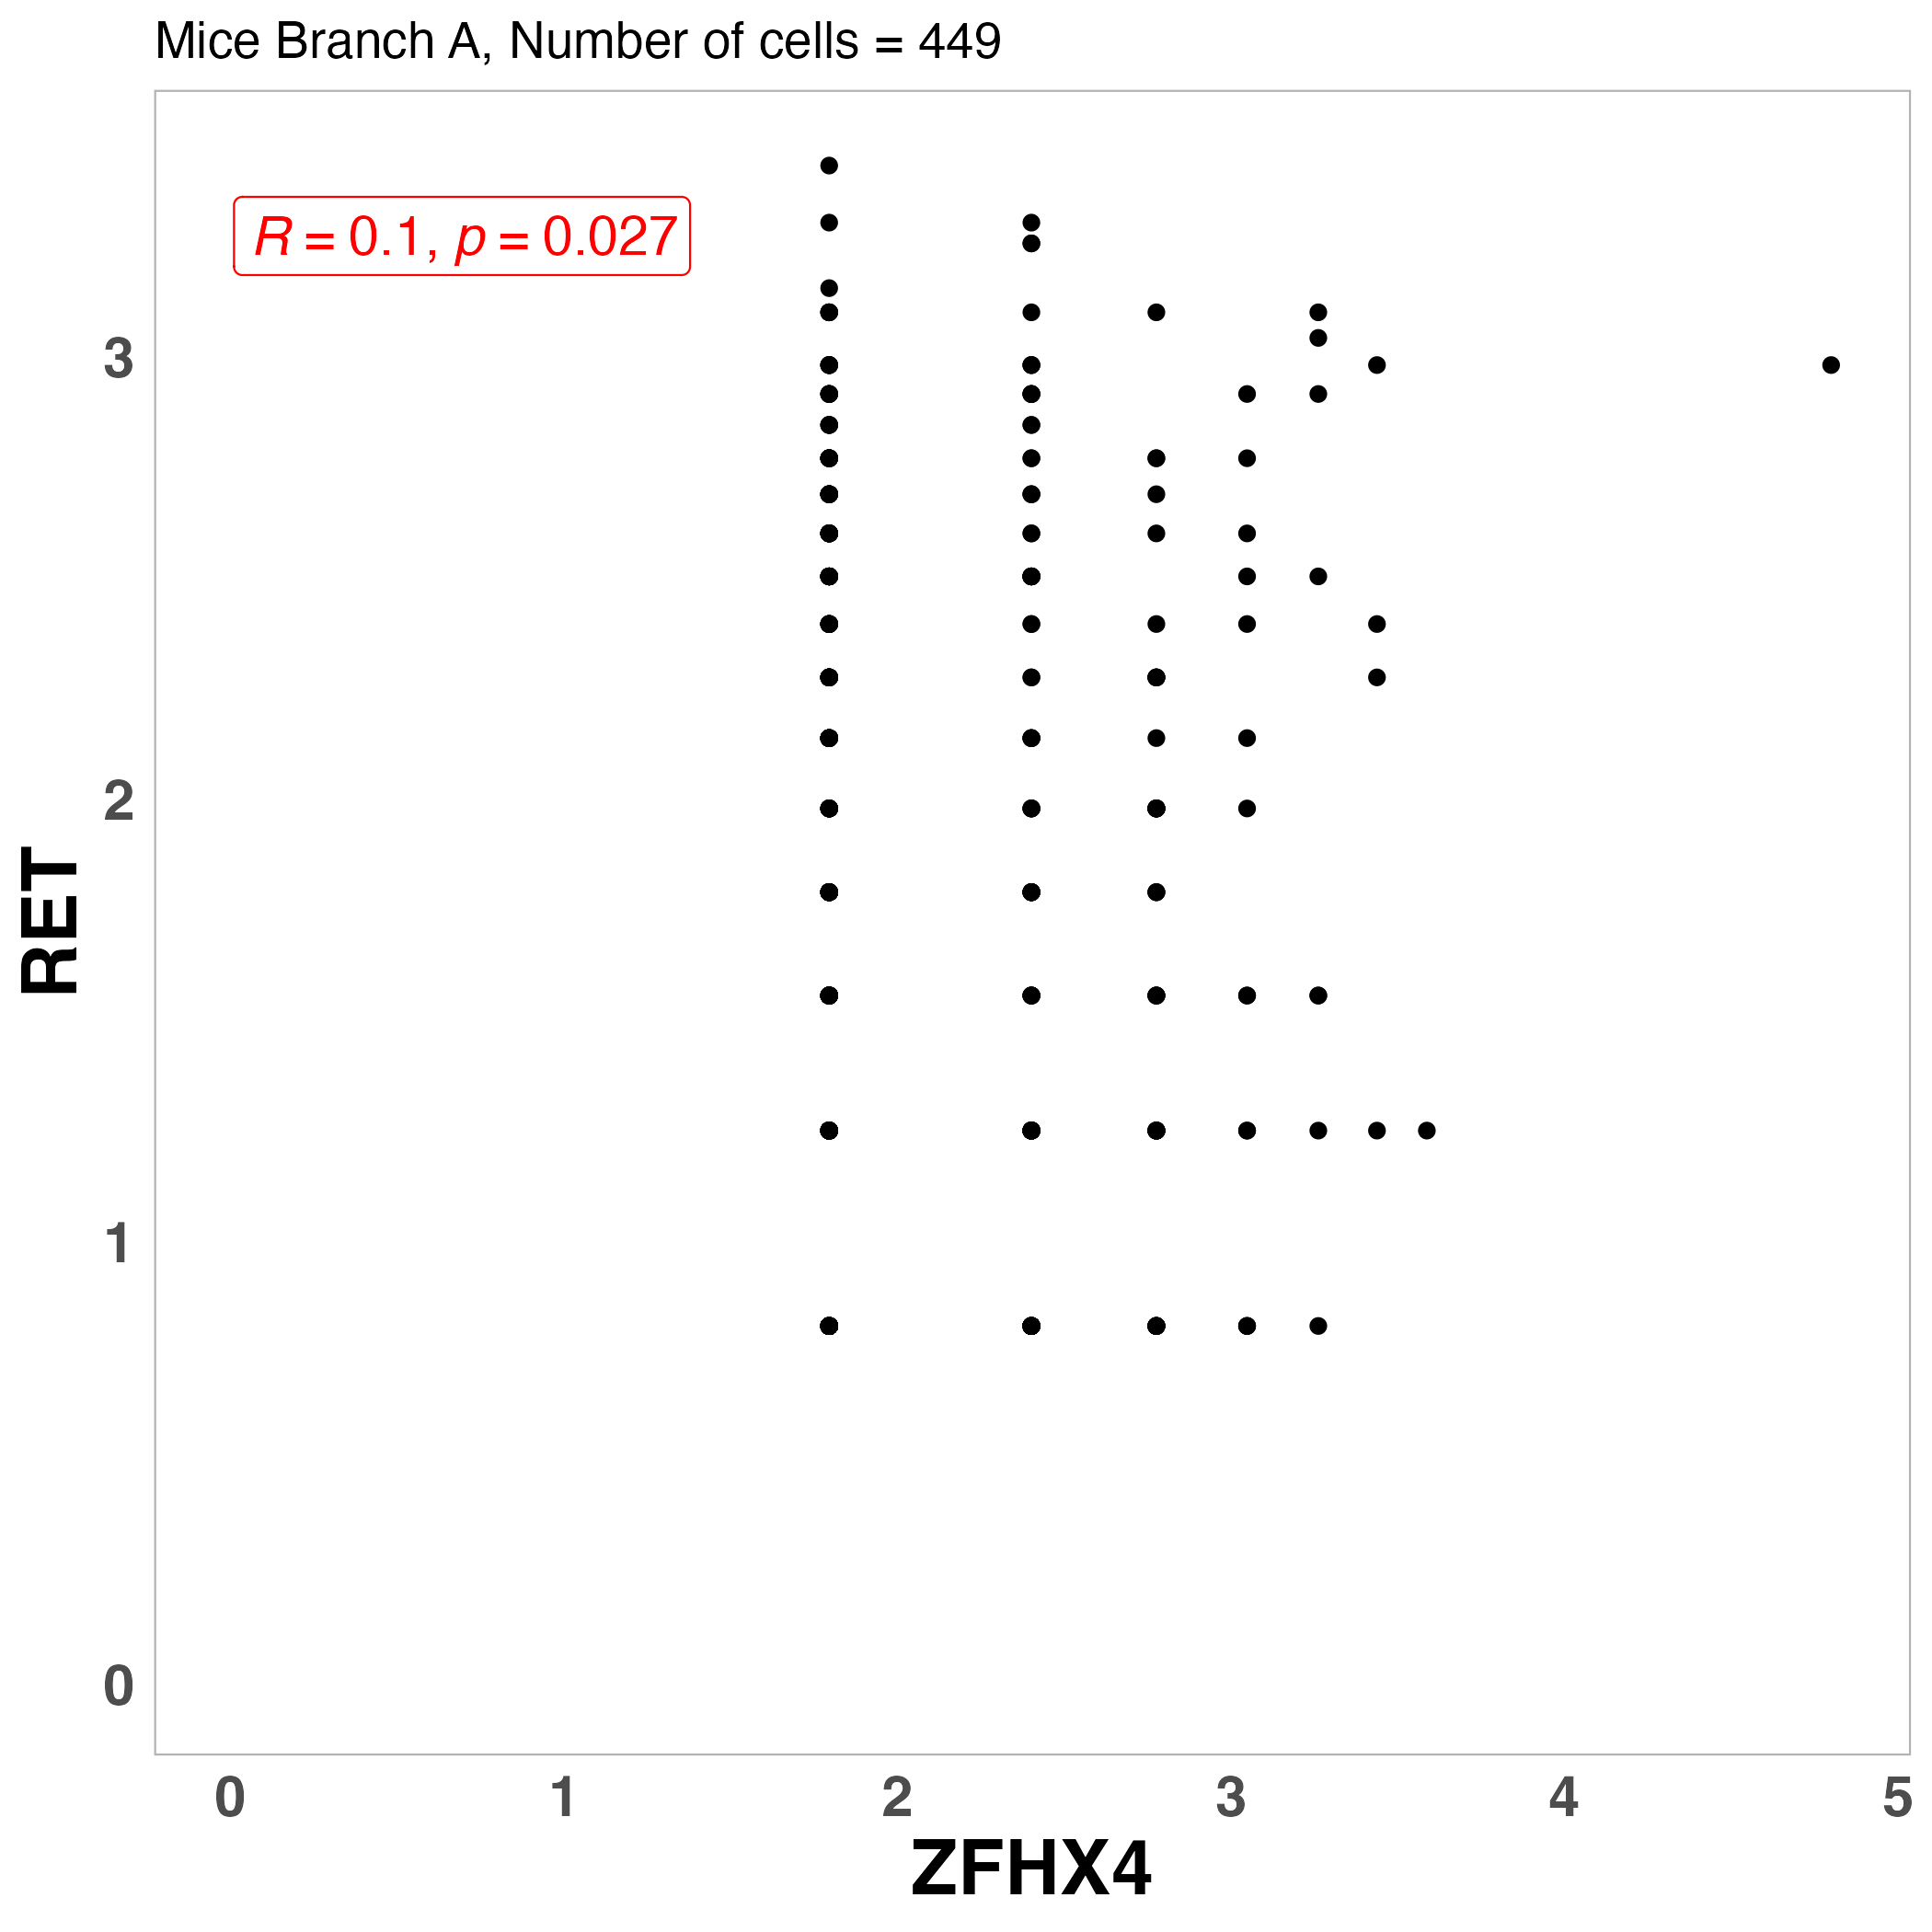 Mice Branch A, Number of cells = 449
R = 0.1, p = 0.027
3
2
1
0
RET
0 1 2 3 4 5
ZFHX4